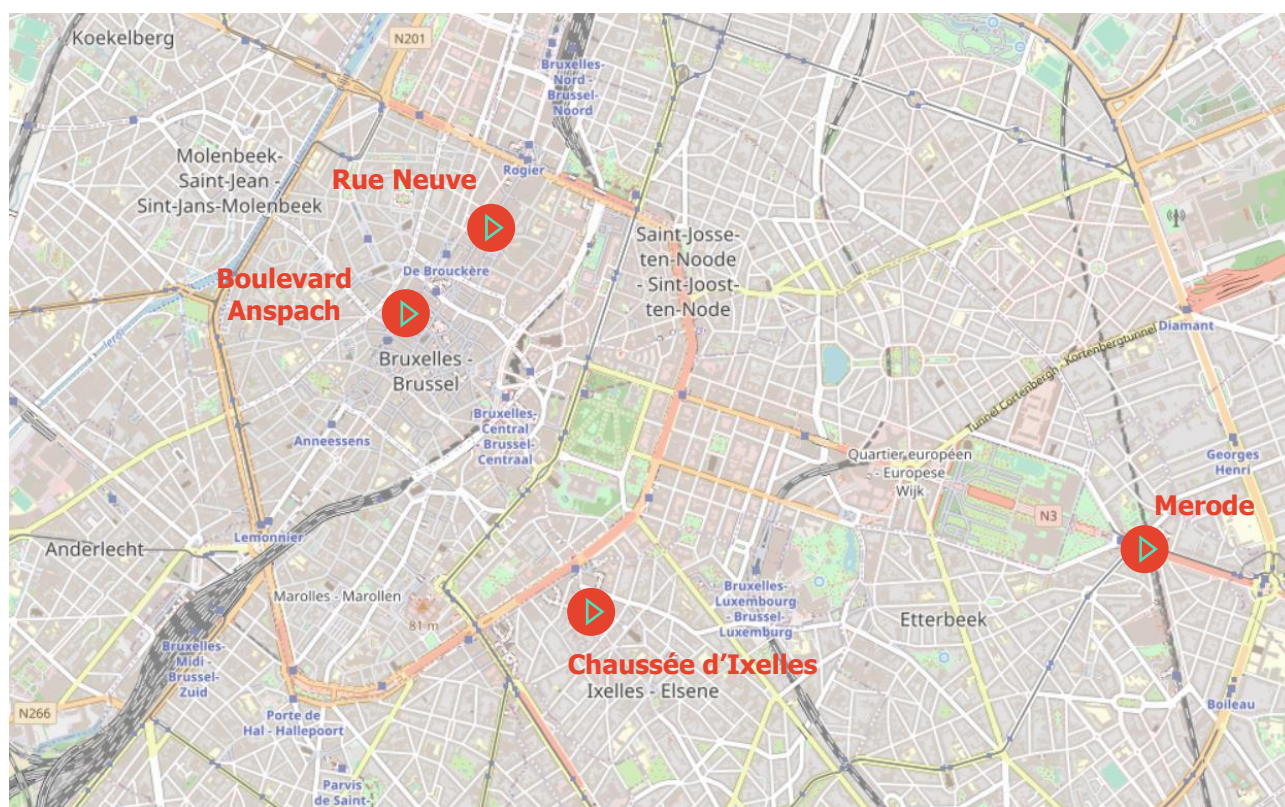 Koekelberg
N201
Bruxelles-
Nord -
Brussel-
Noord
Molenbeek-
Saint-Jean -
Sint-Jans-Molenbeek
Rue Neuve
Rogier
Saint-Josse-
ten-Noode
- Sint-Joost-
ten-Node
De Brouckère
Boulevard
Anspach
Bruxelles -
Brussel
Diamant
Tunnel Cortenbergh - Kortenbergtunnel
Bruxelles-
Central
- Brussel-
Centraal
Anneessens
Quartier européen
- Europese
Wijk
Georges
Henri
N3
Merode
Lemonnier
Anderlecht
Marolles - Marollen
81 m
Bruxelles-
Luxembourg
- Brussel-
Luxemburg
Etterbeek
Bruxelles-
Midi -
Brussel-
Zuid
Chaussée d’Ixelles
Ixelles - Elsene
N266
Porte de
Hal - Hallepoort
Boileau
Parvis
de Saint-